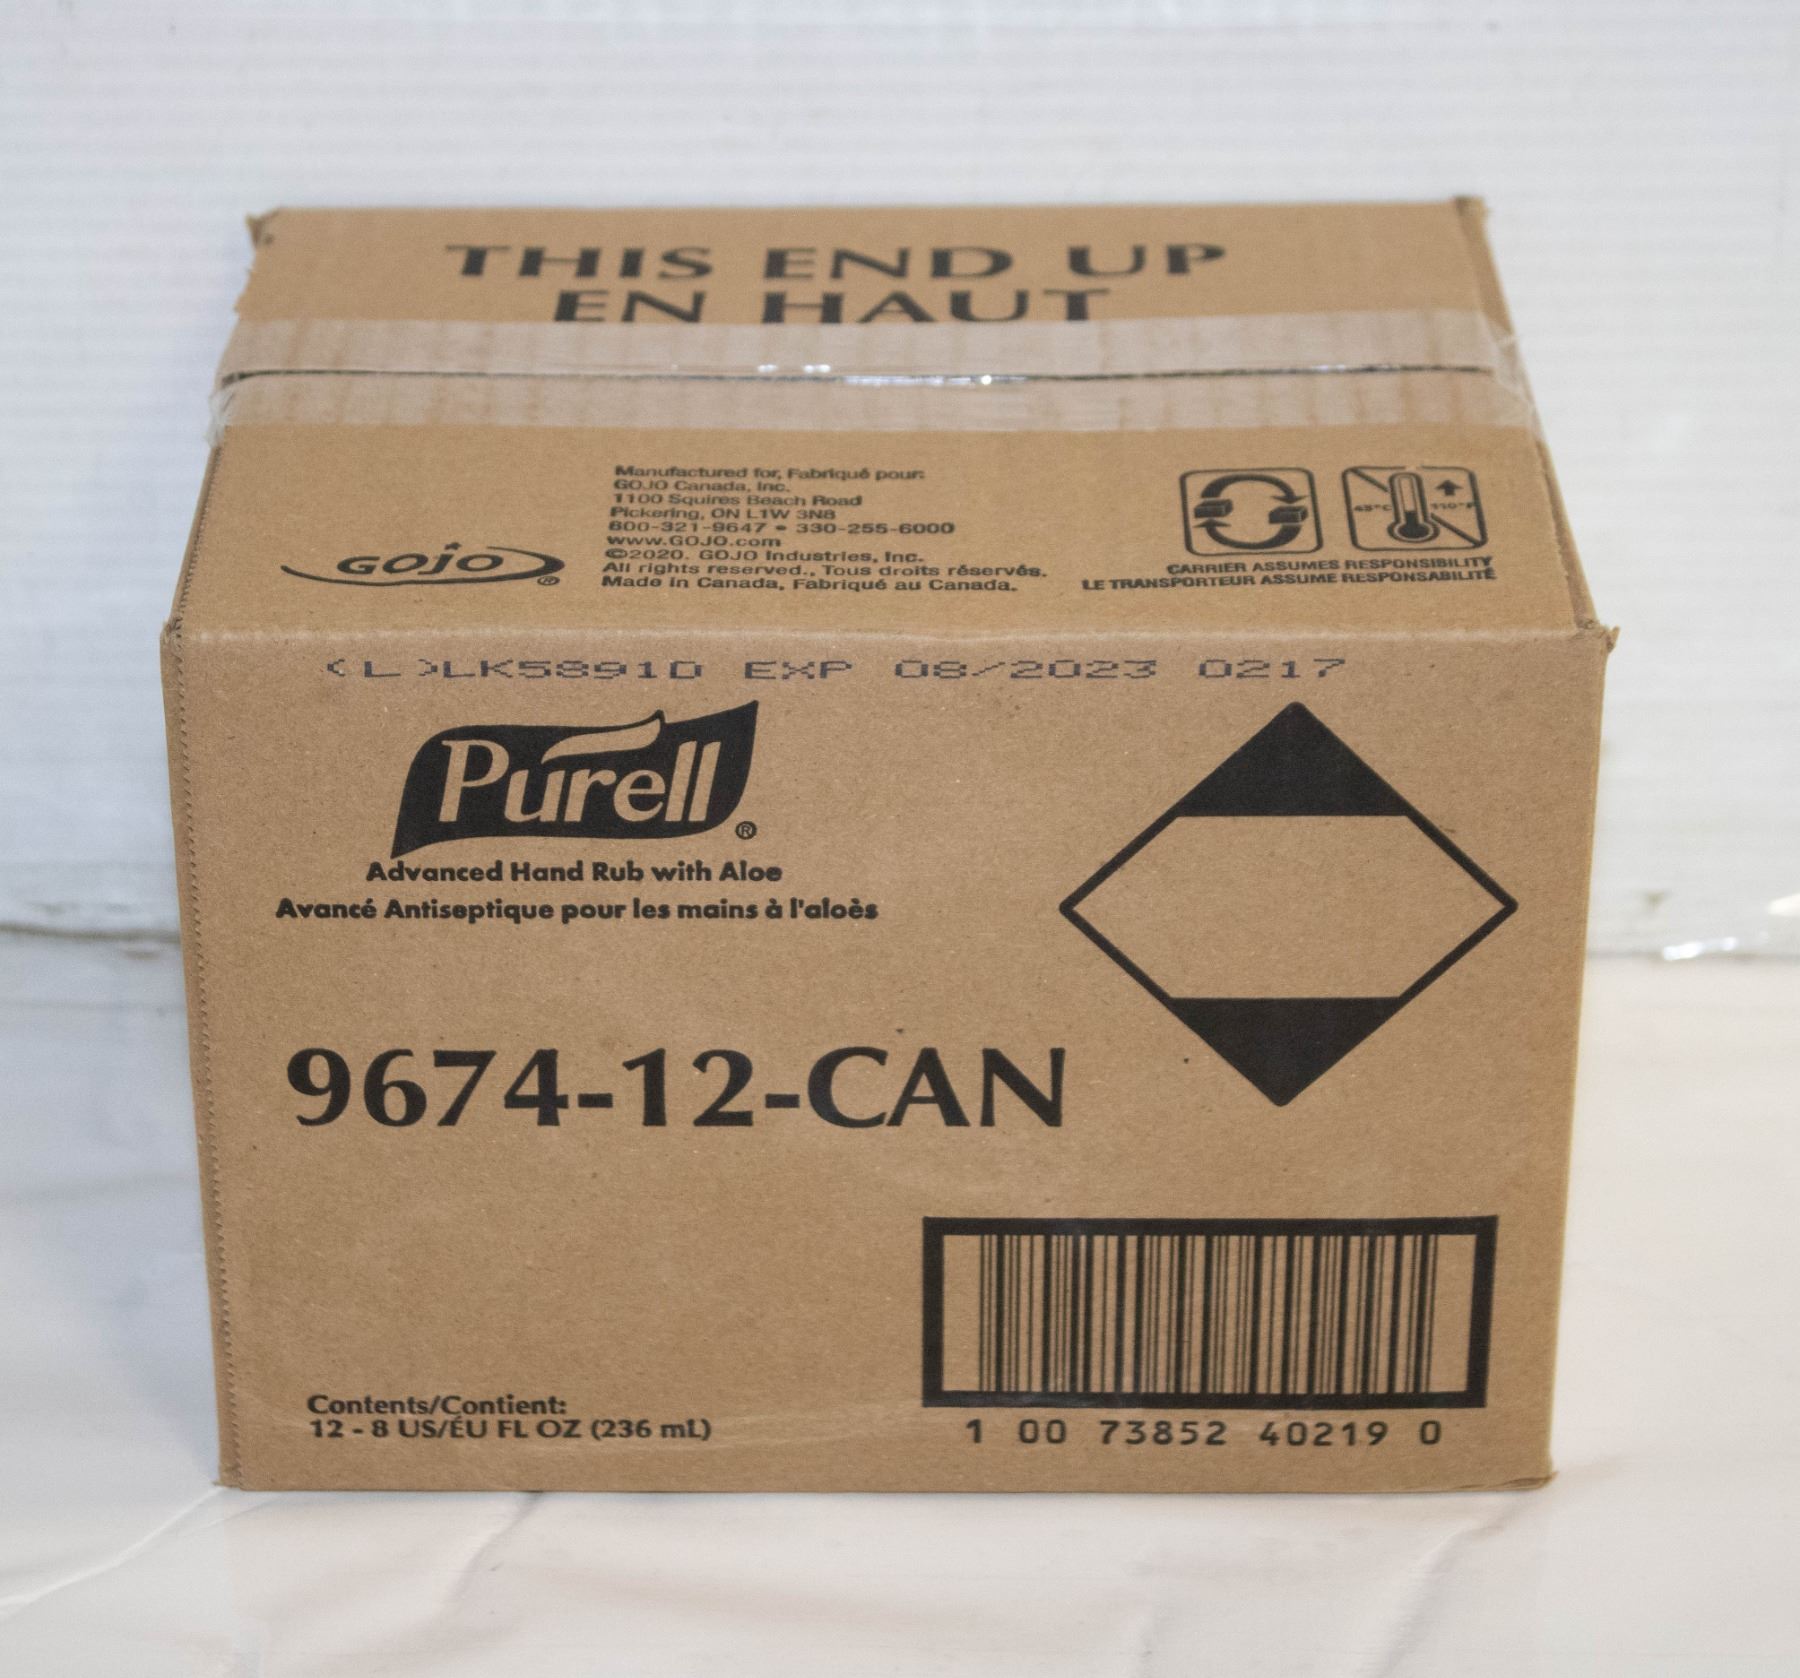 THIS END UP
EN HAUT
Manufactured for, Fabriqué pour:
GOJO Canada, Inc.
1100 Squires Beach Road
Pickering, ON L1W 3N8
800-321-9647 • 330-255-6000
www.GOJO.com
©2020. GOJO Industries, Inc.
All rights reserved., Tous droits réservés.
Made in Canada, Fabriqué au Canada.
GOJO®
43°C 110°F
CARRIER ASSUMES RESPONSIBILITY
LE TRANSPORTEUR ASSUME RESPONSABILITÉ
(L)LK5891D EXP 08/2023 0217
Purell®
Advanced Hand Rub with Aloe
Avancé Antiseptique pour les mains à l'aloès
9674-12-CAN
Contents/Contient:
12 - 8 US/ÉU FL OZ (236 mL)
1 00 73852 40219 0